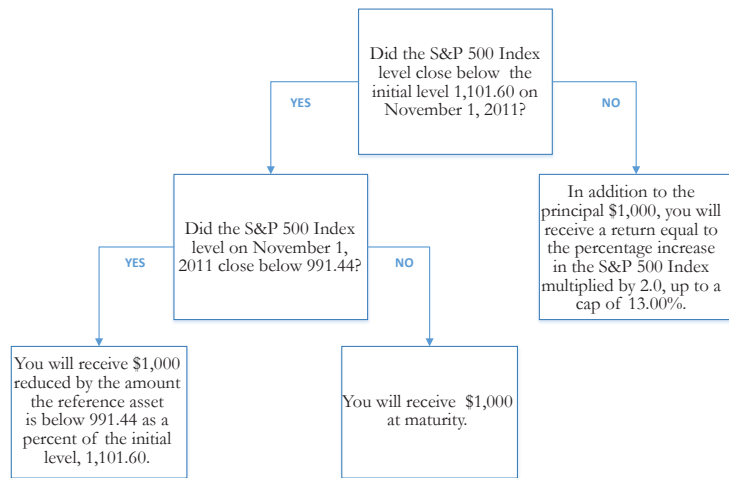 Did the S&P 500 Index
level close below the
initial level 1,101.60 on
November 1, 2011?
YES
NO
Did the S&P 500 Index
level on November 1,
2011 close below 991.44?
In addition to the
principal $1,000, you will
receive a return equal to
the percentage increase
in the S&P 500 Index
multiplied by 2.0, up to a
cap of 13.00%.
YES
NO
You will receive $1,000
reduced by the amount
the reference asset
is below 991.44 as a
percent of the initial
level, 1,101.60.
You will receive $1,000
at maturity.